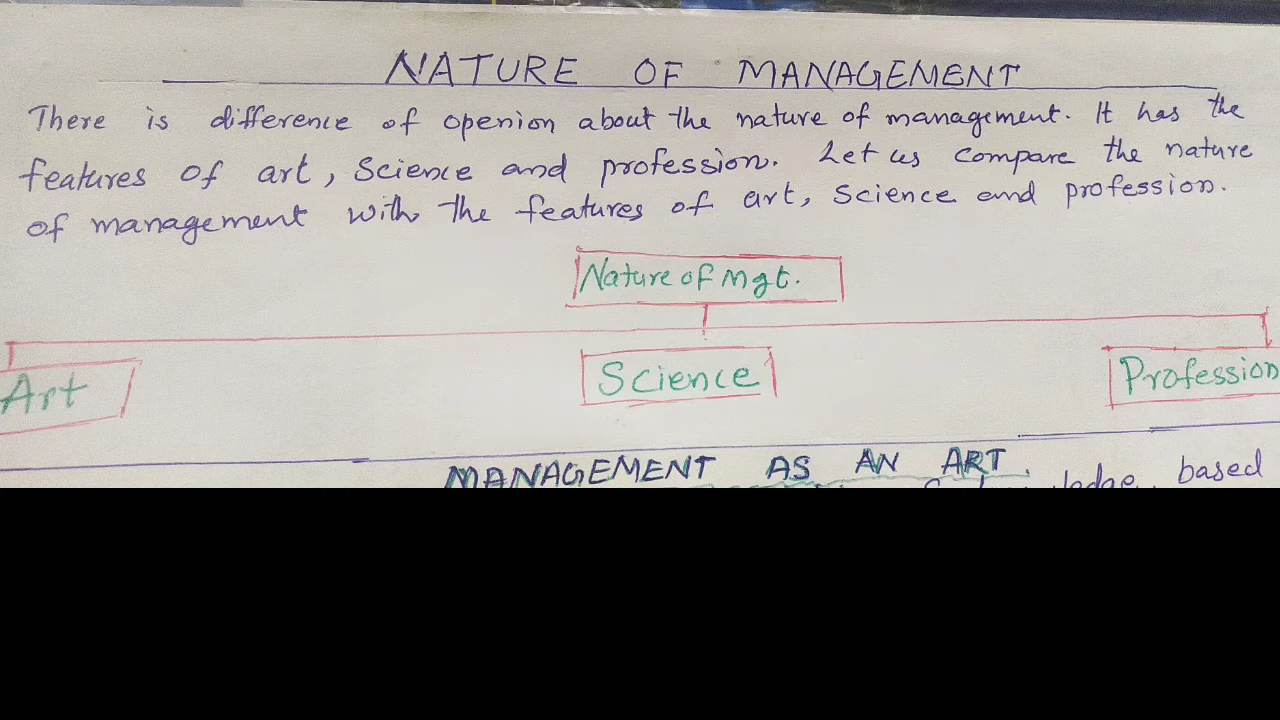 NATURE OF MANAGEMENT
There is difference of openion about the nature of management. It has the
features of art, Science and profession. Let us compare the nature
of management with the features of art, Science and profession.
Nature of Mgt.
Art Science Profession
MANAGEMENT AS AN ART.
based